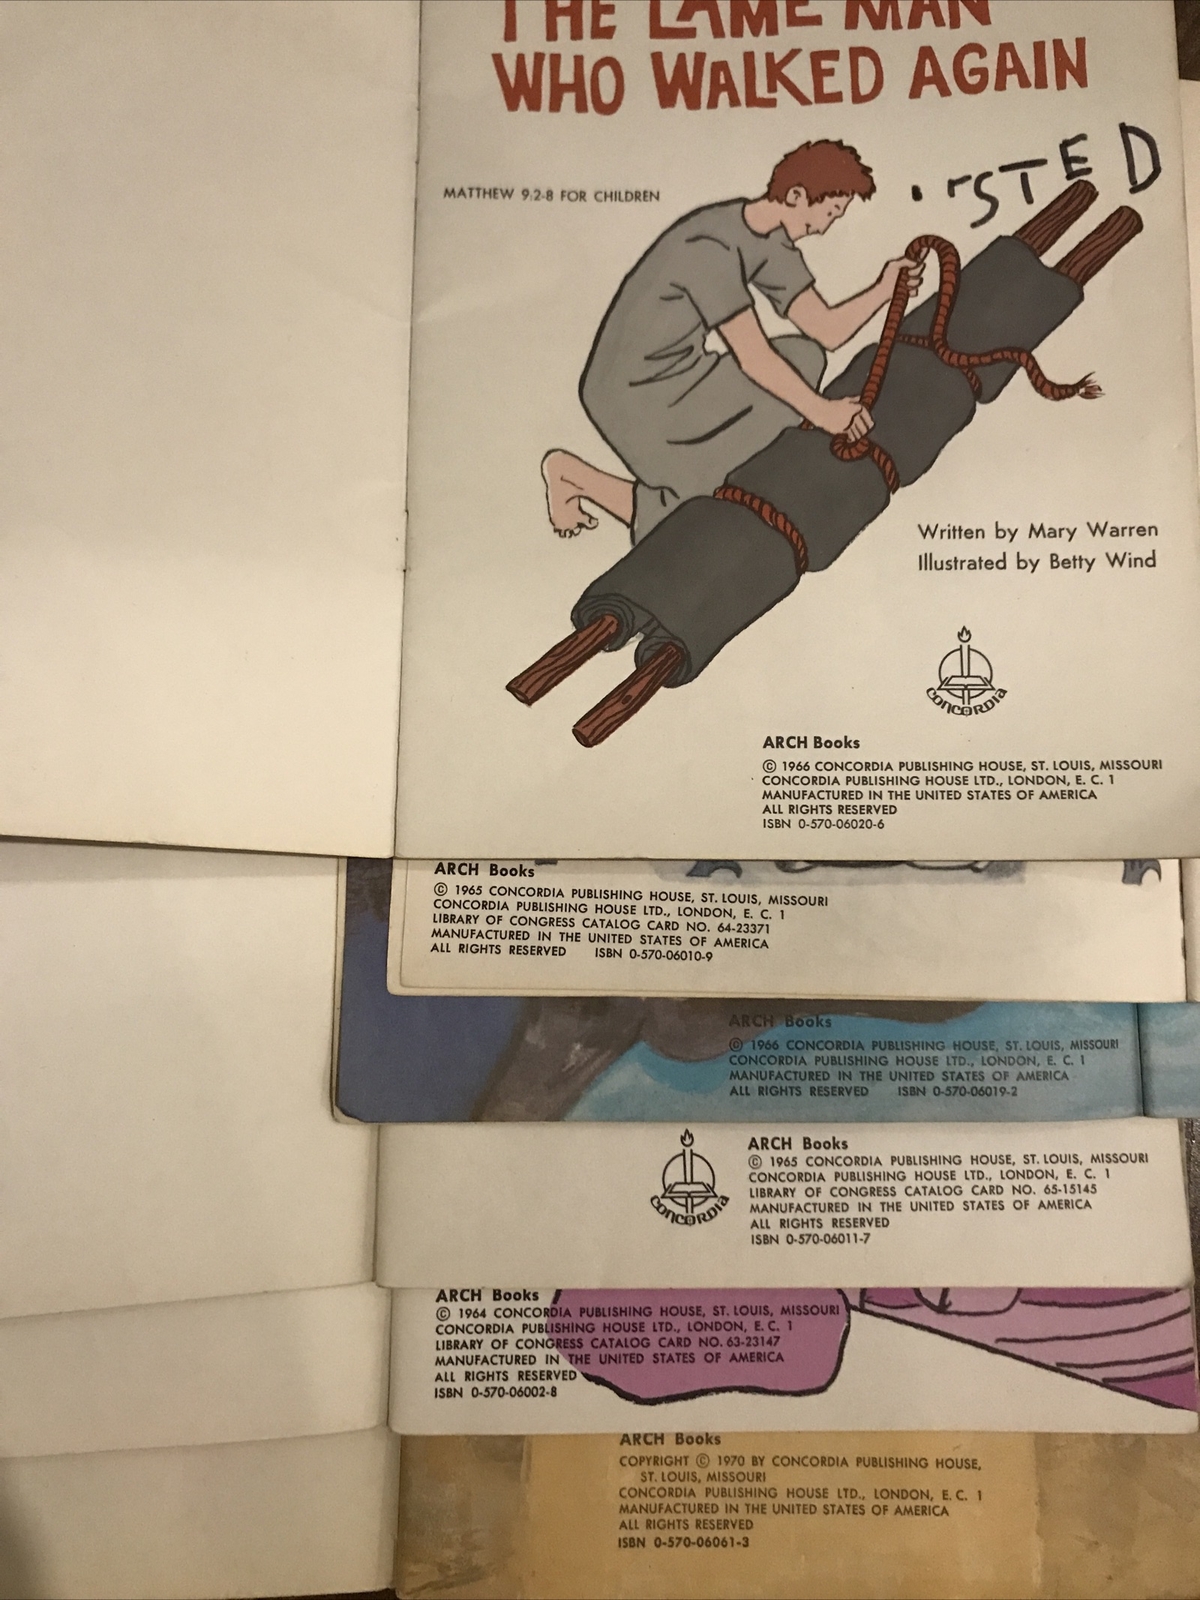 THE LAME MAN
WHO WALKED AGAIN
STED
MATTHEW 9:2-8 FOR CHILDREN
Written by Mary Warren
Illustrated by Betty Wind
CONCORDIA
ARCH Books
© 1966 CONCORDIA PUBLISHING HOUSE, ST. LOUIS, MISSOURI
CONCORDIA PUBLISHING HOUSE LTD., LONDON, E. C. 1
MANUFACTURED IN THE UNITED STATES OF AMERICA
ALL RIGHTS RESERVED
ISBN 0-570-06020-6
ARCH Books
© 1965 CONCORDIA PUBLISHING HOUSE, ST. LOUIS, MISSOURI
CONCORDIA PUBLISHING HOUSE LTD., LONDON, E. C. 1
LIBRARY OF CONGRESS CATALOG CARD NO. 64-23371
MANUFACTURED IN THE UNITED STATES OF AMERICA
ALL RIGHTS RESERVED ISBN 0-570-06010-9
ARCH Books
© 1966 CONCORDIA PUBLISHING HOUSE, ST. LOUIS, MISSOURI
CONCORDIA PUBLISHING HOUSE LTD., LONDON, E. C. 1
MANUFACTURED IN THE UNITED STATES OF AMERICA
ALL RIGHTS RESERVED ISBN 0-570-06019-2
CONCORDIA
ARCH Books
© 1965 CONCORDIA PUBLISHING HOUSE, ST. LOUIS, MISSOURI
CONCORDIA PUBLISHING HOUSE LTD., LONDON, E. C. 1
LIBRARY OF CONGRESS CATALOG CARD NO. 65-15145
MANUFACTURED IN THE UNITED STATES OF AMERICA
ALL RIGHTS RESERVED
ISBN 0-570-06011-7
ARCH Books
© 1964 CONCORDIA PUBLISHING HOUSE, ST. LOUIS, MISSOURI
CONCORDIA PUBLISHING HOUSE LTD., LONDON, E. C. 1
LIBRARY OF CONGRESS CATALOG CARD NO. 63-23147
MANUFACTURED IN THE UNITED STATES OF AMERICA
ALL RIGHTS RESERVED
ISBN 0-570-06002-8
ARCH Books
COPYRIGHT © 1970 BY CONCORDIA PUBLISHING HOUSE,
ST. LOUIS, MISSOURI
CONCORDIA PUBLISHING HOUSE LTD., LONDON, E. C. 1
MANUFACTURED IN THE UNITED STATES OF AMERICA
ALL RIGHTS RESERVED
ISBN 0-570-06061-3